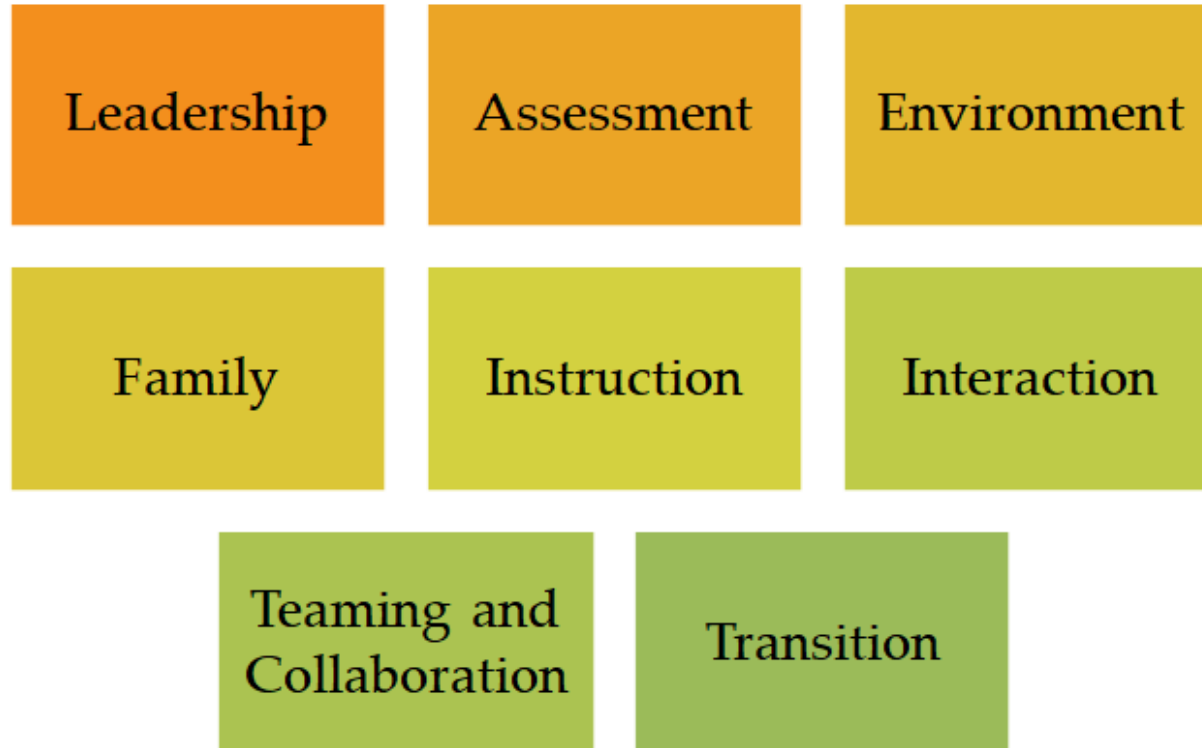 Leadership
Assessment
Environment
Family
Instruction
Interaction
Teaming and
Collaboration
Transition